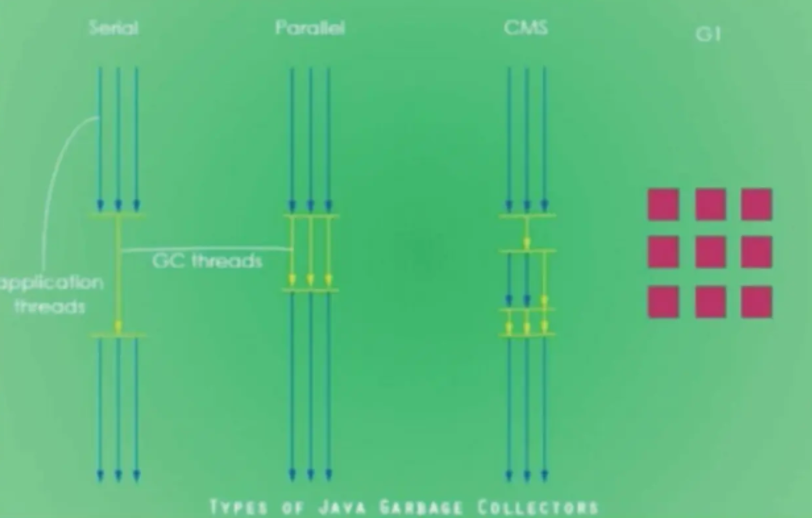 Serial
Parallel
CMS
G1
GC threads
application
threads
TYPES OF JAVA GARBAGE COLLECTORS